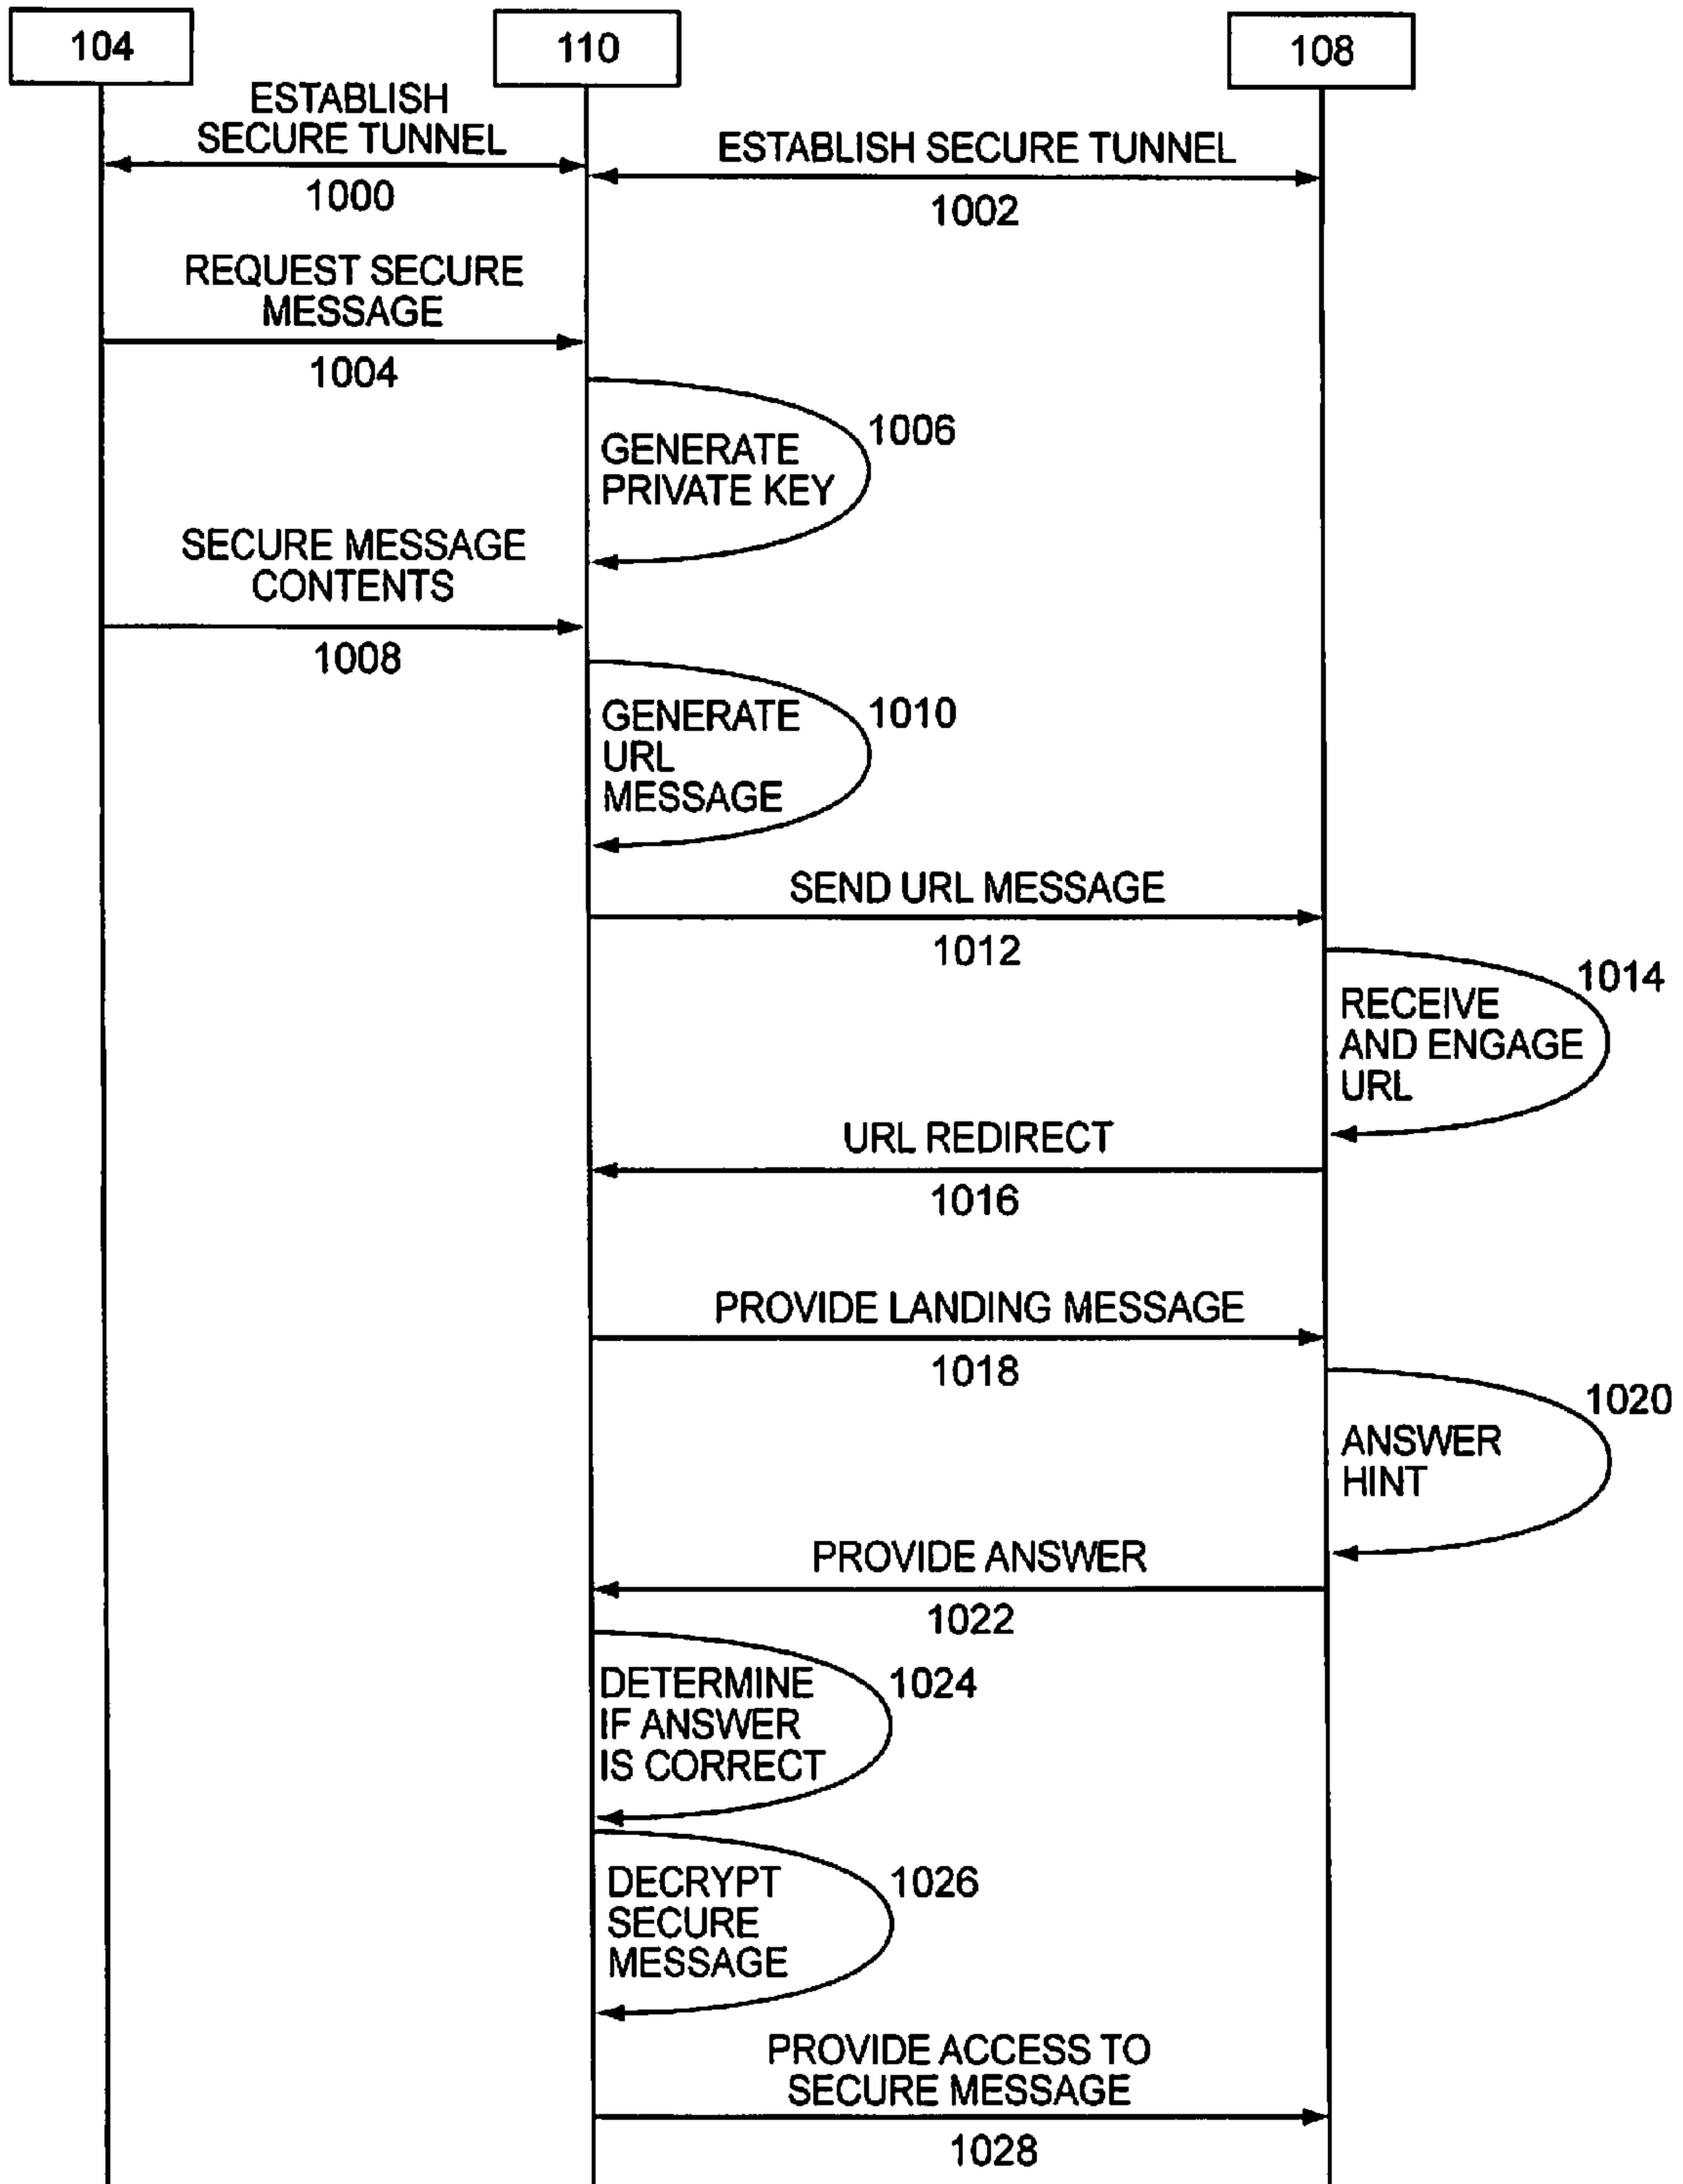 104
110
108
ESTABLISH
SECURE TUNNEL
1000
ESTABLISH SECURE TUNNEL
1002
REQUEST SECURE
MESSAGE
1004
GENERATE
PRIVATE KEY
1006
SECURE MESSAGE
CONTENTS
1008
GENERATE
URL
MESSAGE
1010
SEND URL MESSAGE
1012
RECEIVE
AND ENGAGE
URL
1014
URL REDIRECT
1016
PROVIDE LANDING MESSAGE
1018
ANSWER
HINT
1020
PROVIDE ANSWER
1022
DETERMINE
IF ANSWER
IS CORRECT
1024
DECRYPT
SECURE
MESSAGE
1026
PROVIDE ACCESS TO
SECURE MESSAGE
1028